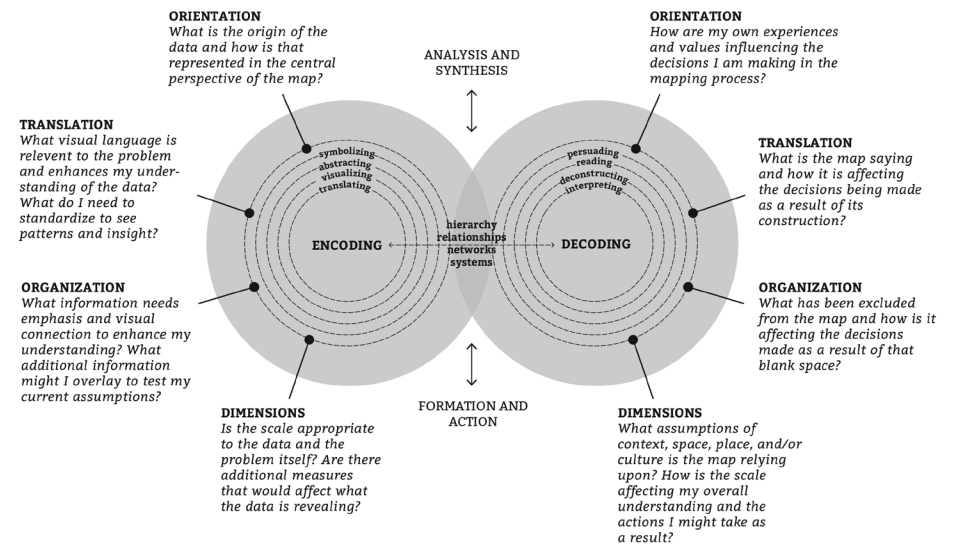 ORIENTATION
What is the origin of the
data and how is that
represented in the central
perspective of the map?
TRANSLATION
What visual language is
relevent to the problem
and enhances my under-
standing of the data?
What do I need to
standardize to see
patterns and insight?
ORGANIZATION
What information needs
emphasis and visual
connection to enhance my
understanding? What
additional information
might I overlay to test my
current assumptions?
DIMENSIONS
Is the scale appropriate
to the data and the
problem itself? Are there
additional measures
that would affect what
the data is revealing?
ANALYSIS AND
SYNTHESIS
symbolizing
abstracting
visualizing
translating
ENCODING
hierarchy
relationships
networks
systems
persuading
reading
deconstructing
interpreting
DECODING
FORMATION AND
ACTION
ORIENTATION
How are my own experiences
and values influencing the
decisions I am making in the
mapping process?
TRANSLATION
What is the map saying
and how it is affecting
the decisions being made
as a result of its
construction?
ORGANIZATION
What has been excluded
from the map and how is it
affecting the decisions
made as a result of that
blank space?
DIMENSIONS
What assumptions of
context, space, place, and/or
culture is the map relying
upon? How is the scale
affecting my overall
understanding and the
actions I might take as
a result?